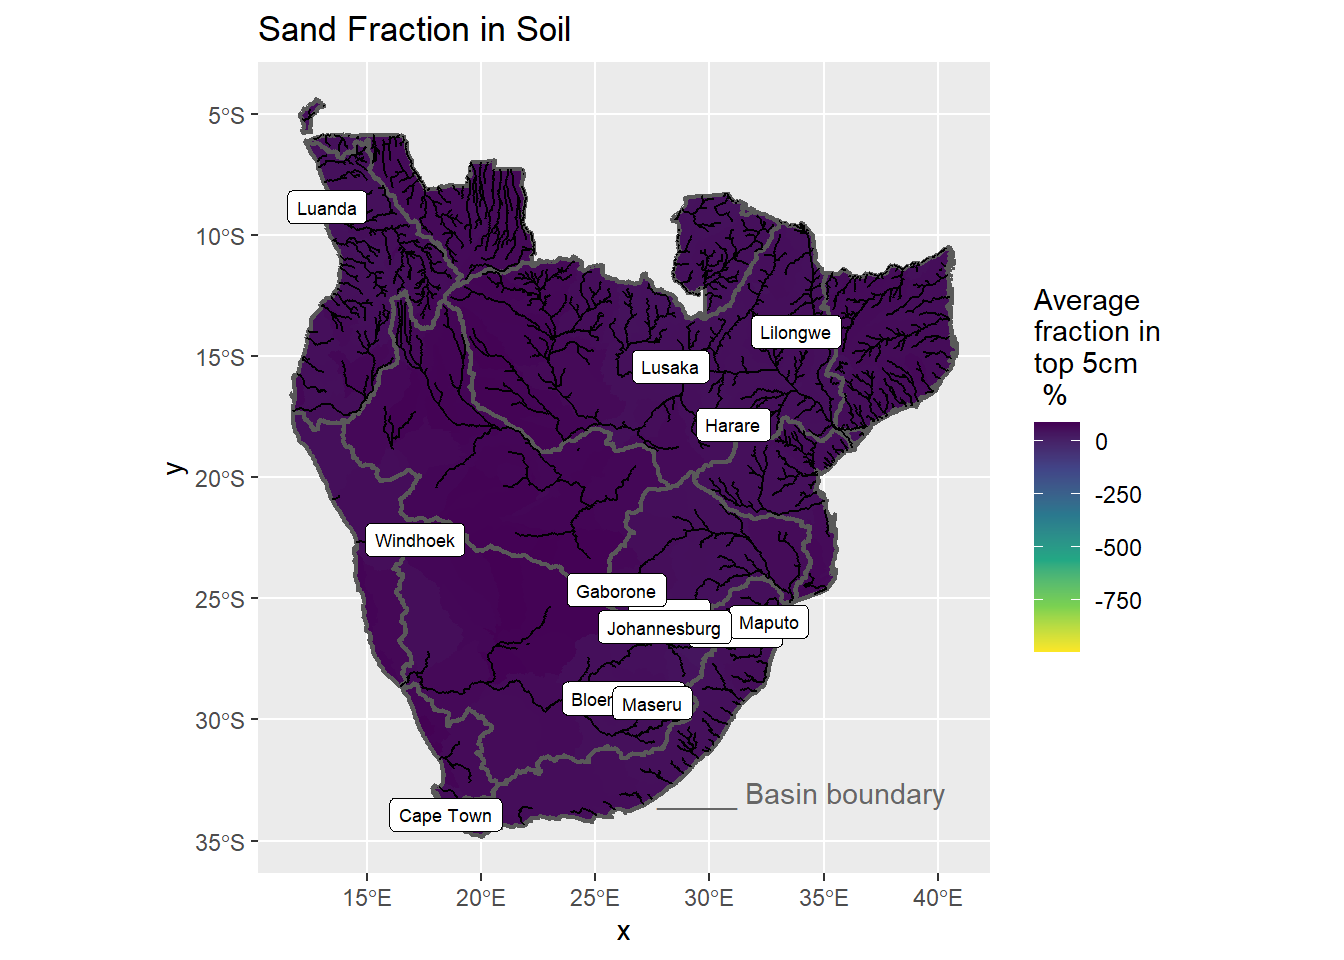 Sand Fraction in Soil
5°S
10°S
15°S
20°S
25°S
30°S
35°S
y
Luanda
Lilongwe
Lusaka
Harare
Windhoek
Gaborone
Johannesburg
Maputo
Maseru
Basin boundary
Cape Town
15°E
20°E
25°E
30°E
35°E
40°E
x
Average
fraction in
top 5cm
%
0
-250
-500
-750